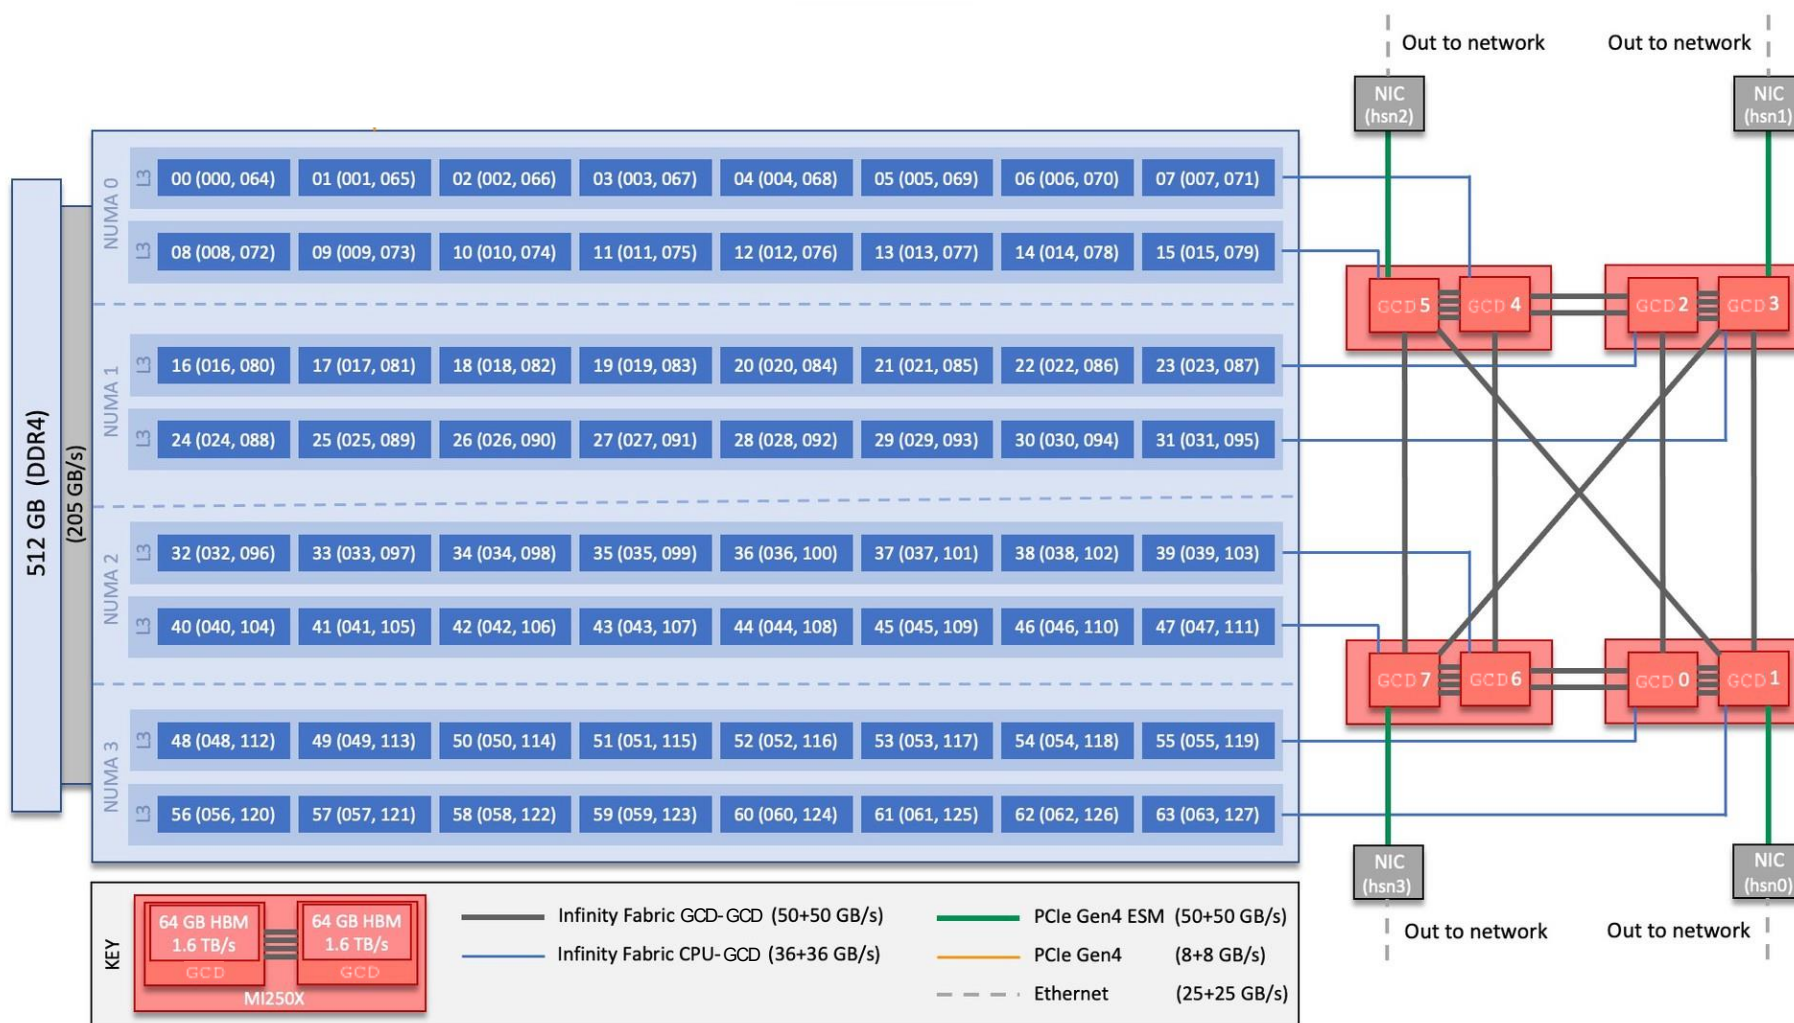 Out to network
Out to network
NIC
(hsn2)
NIC
(hsn1)
512 GB (DDR4)
(205 GB/s)
NUMA 0
L3
00 (000, 064)
01 (001, 065)
02 (002, 066)
03 (003, 067)
04 (004, 068)
05 (005, 069)
06 (006, 070)
07 (007, 071)
L3
08 (008, 072)
09 (009, 073)
10 (010, 074)
11 (011, 075)
12 (012, 076)
13 (013, 077)
14 (014, 078)
15 (015, 079)
NUMA 1
L3
16 (016, 080)
17 (017, 081)
18 (018, 082)
19 (019, 083)
20 (020, 084)
21 (021, 085)
22 (022, 086)
23 (023, 087)
L3
24 (024, 088)
25 (025, 089)
26 (026, 090)
27 (027, 091)
28 (028, 092)
29 (029, 093)
30 (030, 094)
31 (031, 095)
NUMA 2
L3
32 (032, 096)
33 (033, 097)
34 (034, 098)
35 (035, 099)
36 (036, 100)
37 (037, 101)
38 (038, 102)
39 (039, 103)
L3
40 (040, 104)
41 (041, 105)
42 (042, 106)
43 (043, 107)
44 (044, 108)
45 (045, 109)
46 (046, 110)
47 (047, 111)
NUMA 3
L3
48 (048, 112)
49 (049, 113)
50 (050, 114)
51 (051, 115)
52 (052, 116)
53 (053, 117)
54 (054, 118)
55 (055, 119)
L3
56 (056, 120)
57 (057, 121)
58 (058, 122)
59 (059, 123)
60 (060, 124)
61 (061, 125)
62 (062, 126)
63 (063, 127)
GCD 5
GCD 4
GCD 2
GCD 3
GCD 7
GCD 6
GCD 0
GCD 1
NIC
(hsn3)
NIC
(hsn0)
Out to network
Out to network
KEY
64 GB HBM
1.6 TB/s
GCD
64 GB HBM
1.6 TB/s
GCD
MI250X
Infinity Fabric GCD-GCD (50+50 GB/s)
Infinity Fabric CPU-GCD (36+36 GB/s)
PCIe Gen4 ESM (50+50 GB/s)
PCIe Gen4 (8+8 GB/s)
Ethernet (25+25 GB/s)